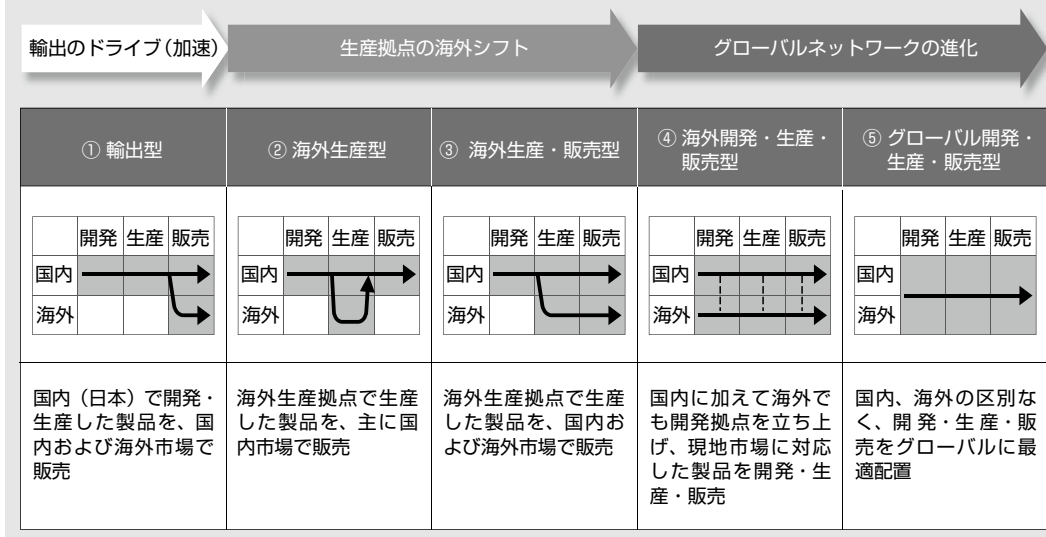 輸出のドライブ（加速）
生産拠点の海外シフト
グローバルネットワークの進化
① 輸出型
② 海外生産型
③ 海外生産・販売型
④ 海外開発・生産・
販売型
⑤ グローバル開発・
生産・販売型
開発 生産 販売
国内
海外
開発 生産 販売
国内
海外
開発 生産 販売
国内
海外
開発 生産 販売
国内
海外
開発 生産 販売
国内
海外
国内（日本）で開発・
生産した製品を、国
内および海外市場で
販売
海外生産拠点で生産
した製品を、主に国
内市場で販売
海外生産拠点で生産
した製品を、国内お
よび海外市場で販売
国内に加えて海外で
も開発拠点を立ち上
げ、現地市場に対応
した製品を開発・生
産・販売
国内、海外の区別な
く、開発・生産・販
売をグローバルに最
適配置